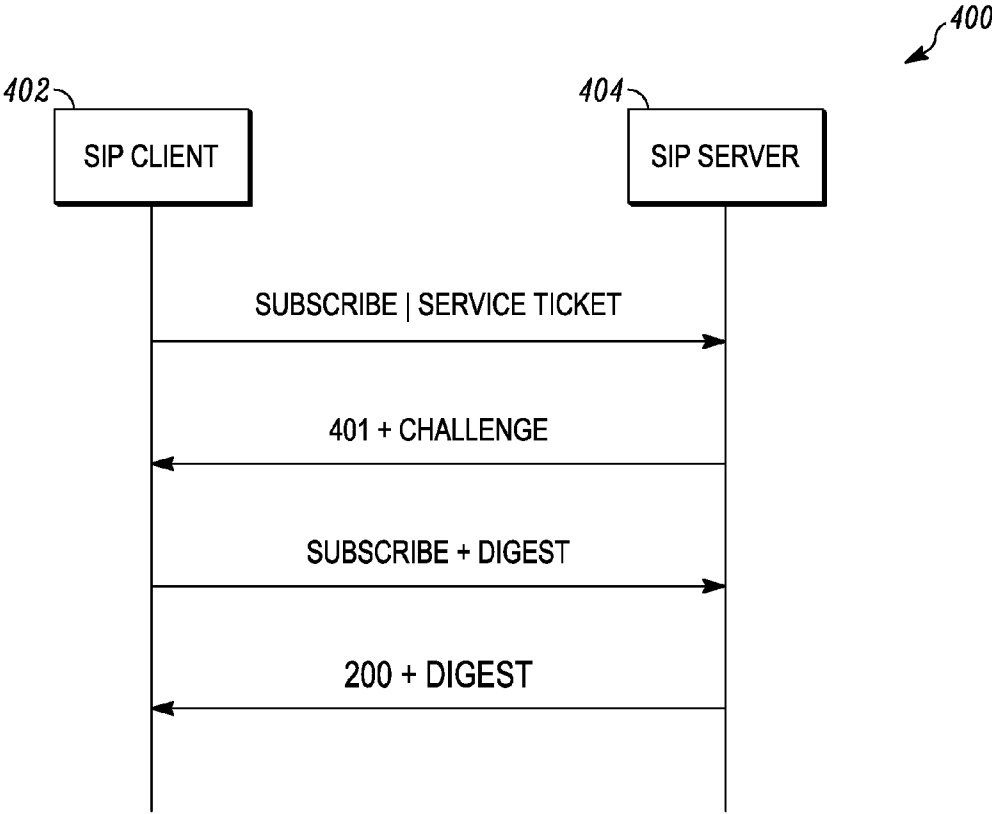 400
402
404
SIP CLIENT
SIP SERVER
SUBSCRIBE | SERVICE TICKET
401 + CHALLENGE
SUBSCRIBE + DIGEST
200 + DIGEST